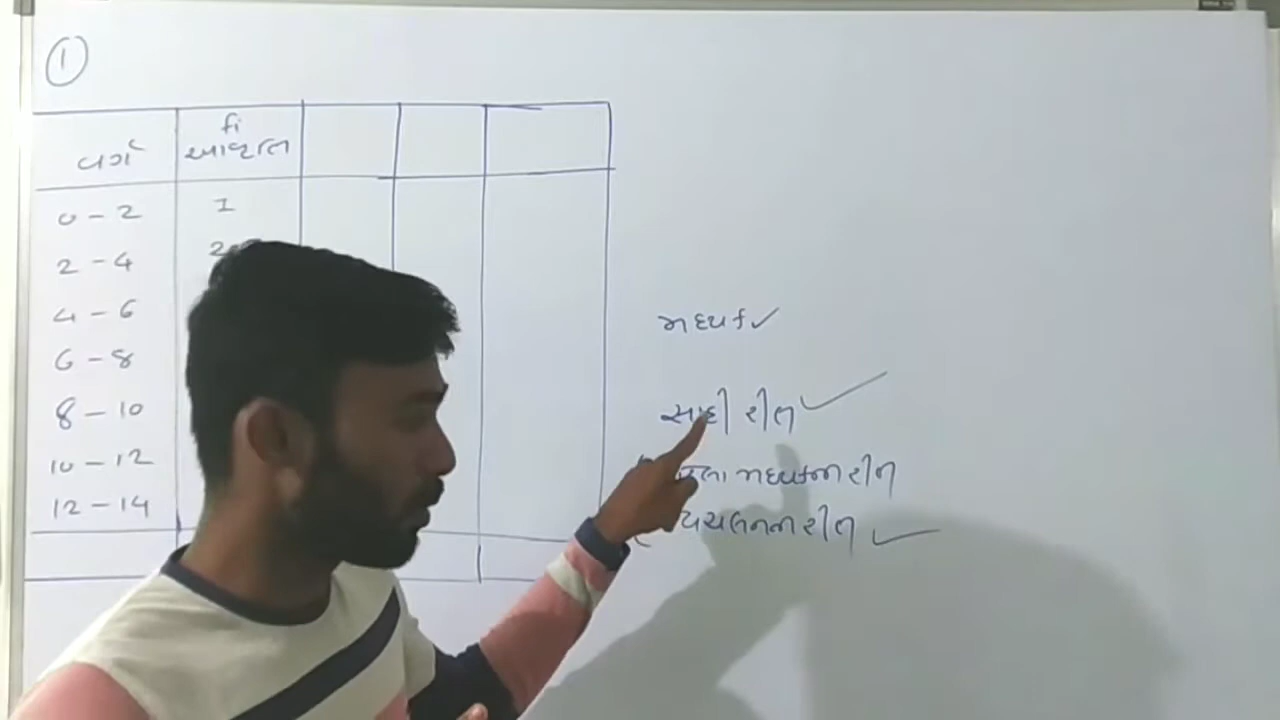 1
વર્ગ fi આવૃત્તિ
0 – 2 1
2 – 4 2
4 – 6
6 – 8
8 – 10
10 – 12
12 – 14
મધ્યક ✓
સાદી રીત ✓
મધ્યકની રીત
વિચલનની રીત ✓